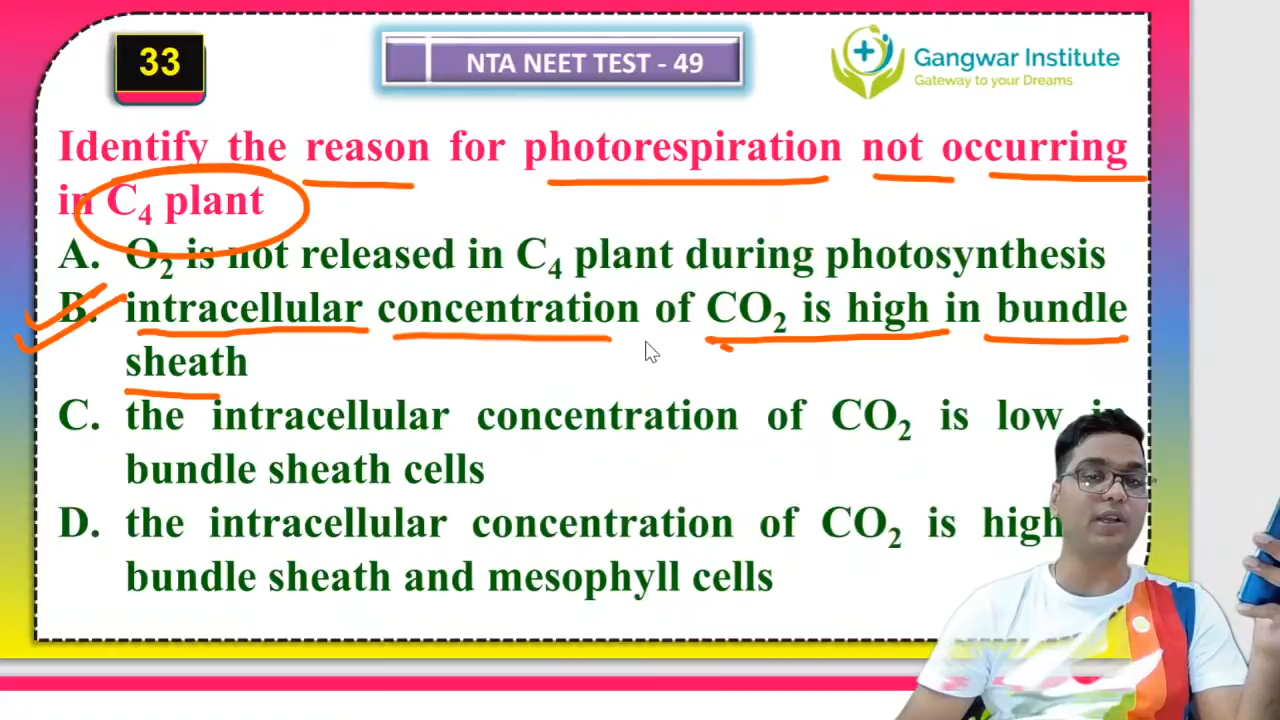 33
NTA NEET TEST - 49
Gangwar Institute
Gateway to your Dreams
Identify the reason for photorespiration not occurring
in C₄ plant
A. O₂ is not released in C₄ plant during photosynthesis
B. intracellular concentration of CO₂ is high in bundle
sheath
C. the intracellular concentration of CO₂ is low in
bundle sheath cells
D. the intracellular concentration of CO₂ is high
bundle sheath and mesophyll cells